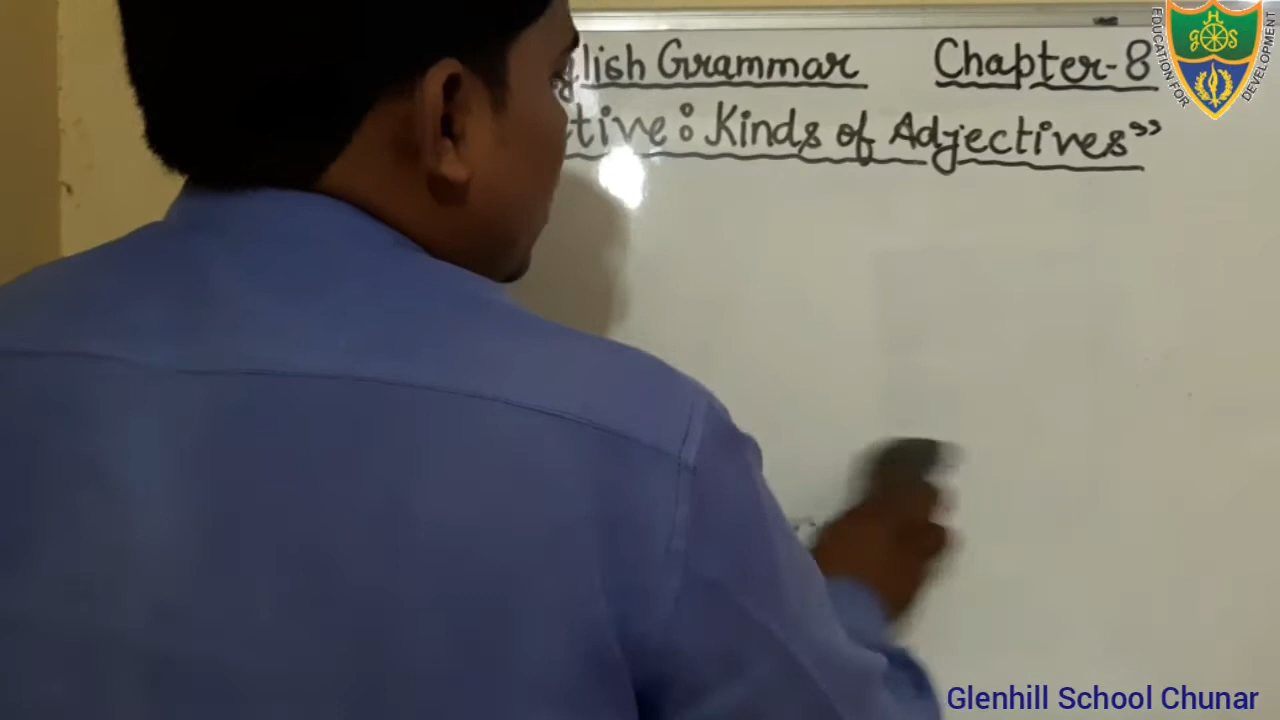 lish Grammar Chapter-8
tive: Kinds of Adjectives”
EDUCATION FOR DEVELOPMENT
G H S
Glenhill School Chunar